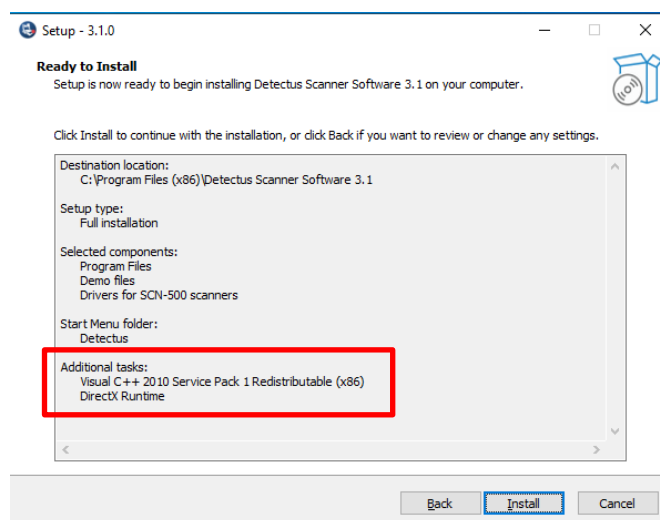 Setup - 3.1.0
Ready to Install
Setup is now ready to begin installing Detectus Scanner Software 3.1 on your computer.
Click Install to continue with the installation, or click Back if you want to review or change any settings.
Destination location:
C:\Program Files (x86)\Detectus Scanner Software 3.1
Setup type:
Full installation
Selected components:
Program Files
Demo files
Drivers for SCN-500 scanners
Start Menu folder:
Detectus
Additional tasks:
Visual C++ 2010 Service Pack 1 Redistributable (x86)
DirectX Runtime
Back Install Cancel